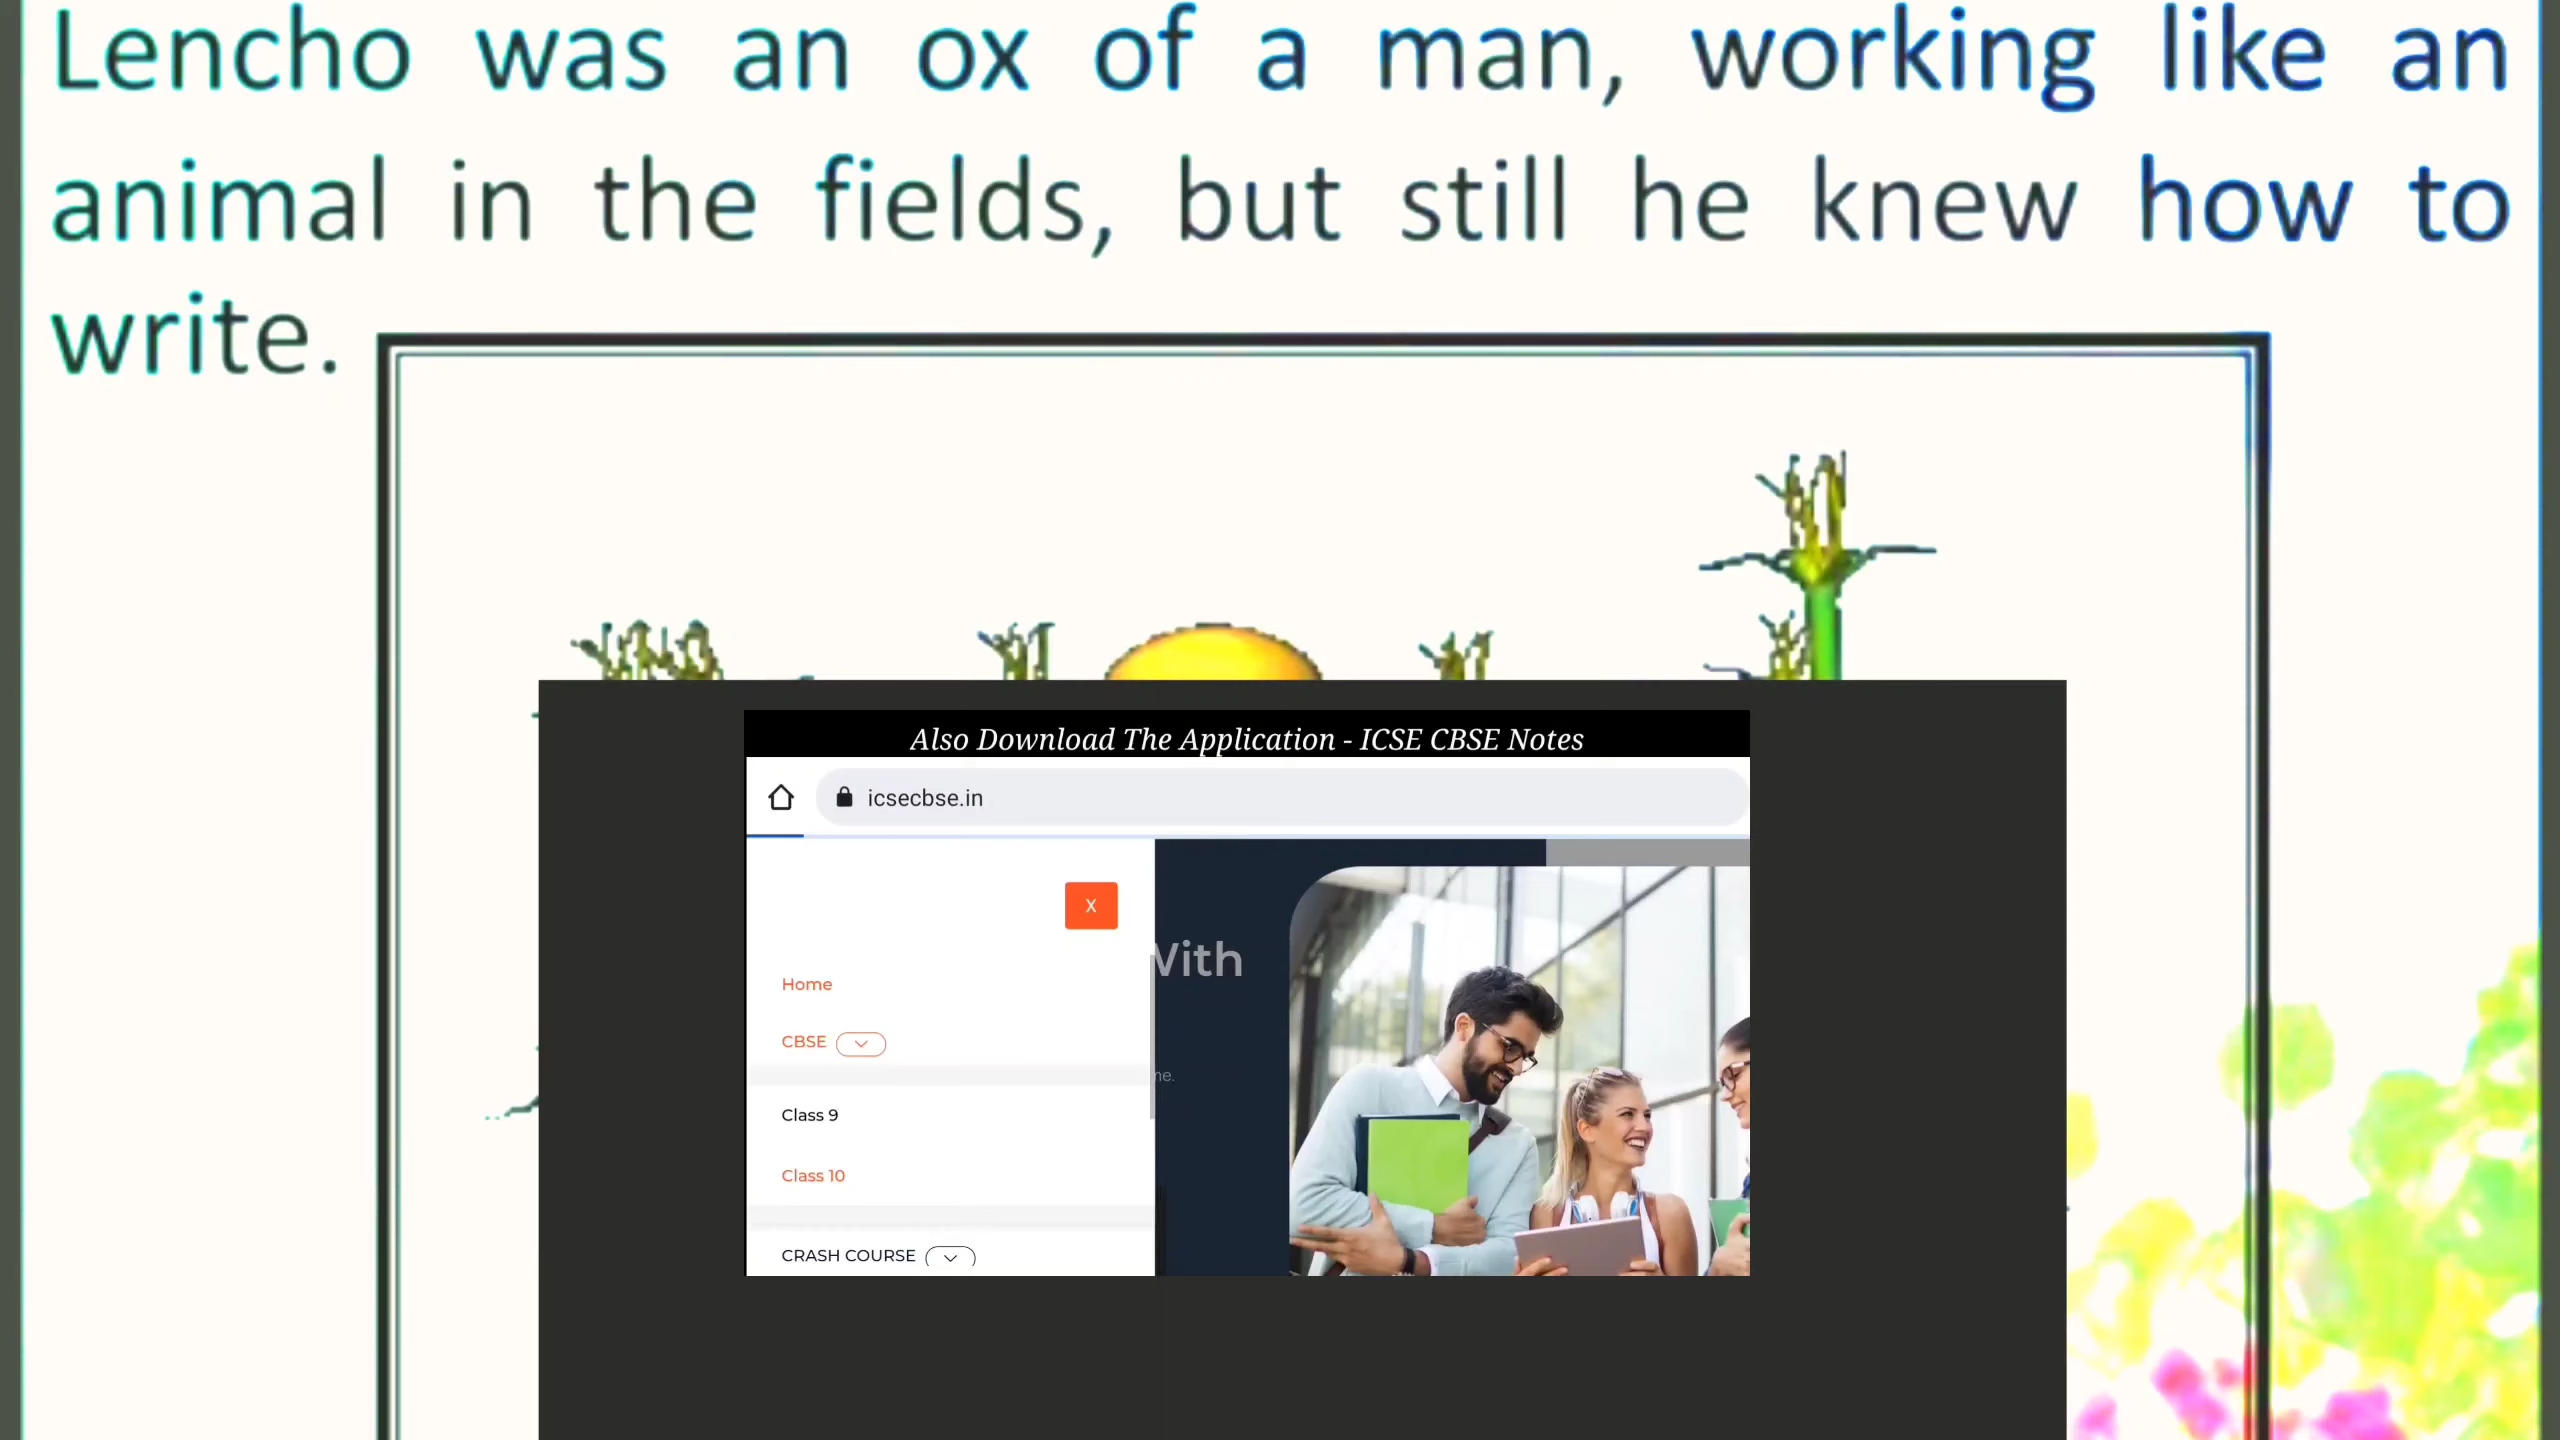 Lencho was an ox of a man, working like an
animal in the fields, but still he knew how to
write.
Also Download The Application - ICSE CBSE Notes
icsecbse.in
X
With
Home
CBSE
Class 9
Class 10
CRASH COURSE